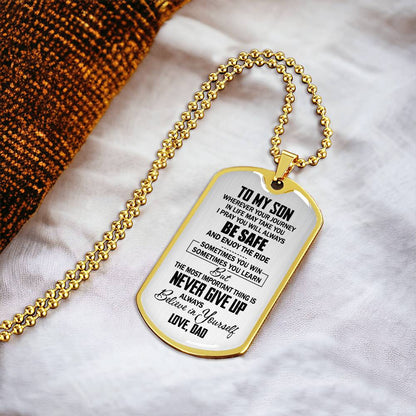 TO MY SON
WHEREVER YOUR JOURNEY
IN LIFE MAY TAKE YOU
I PRAY YOU WILL ALWAYS
BE SAFE
AND ENJOY THE RIDE
SOMETIMES YOU WIN
SOMETIMES YOU LEARN
But
THE MOST IMPORTANT THING IS
NEVER GIVE UP
ALWAYS
Believe in Yourself
LOVE, DAD